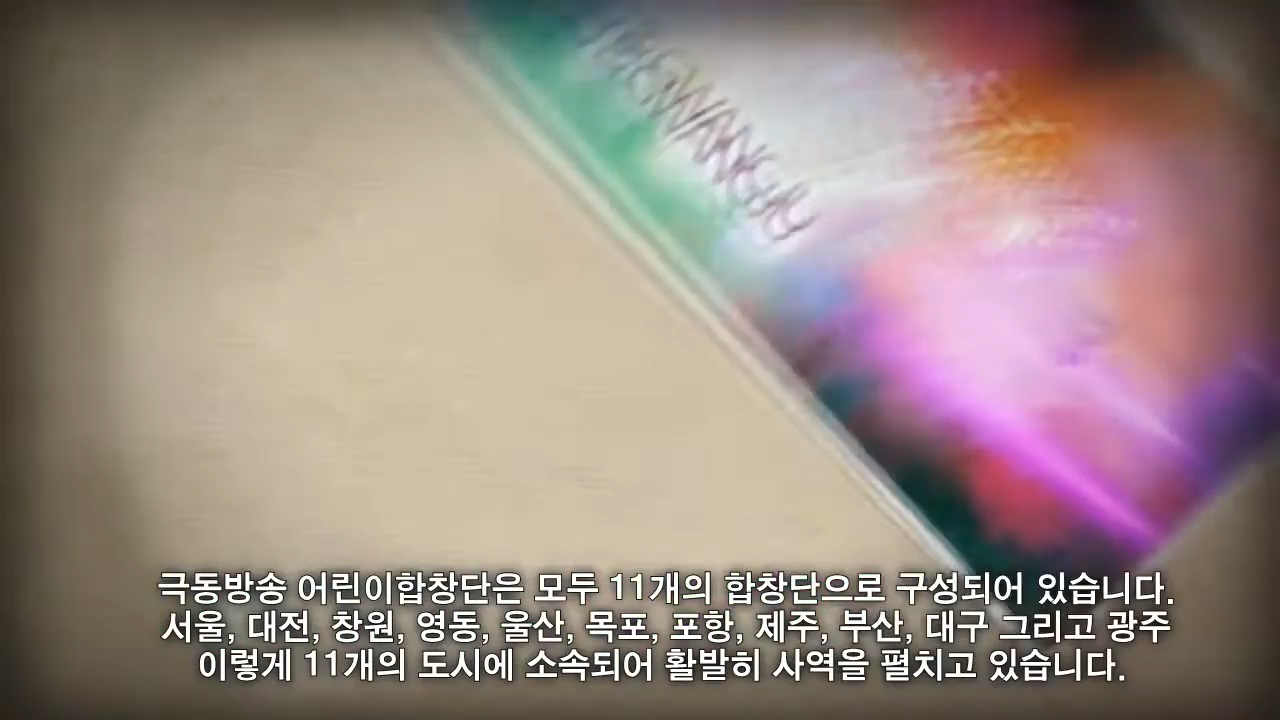 극동방송 어린이합창단은 모두 11개의 합창단으로 구성되어 있습니다.
서울, 대전, 창원, 영동, 울산, 목포, 포항, 제주, 부산, 대구 그리고 광주
이렇게 11개의 도시에 소속되어 활발히 사역을 펼치고 있습니다.